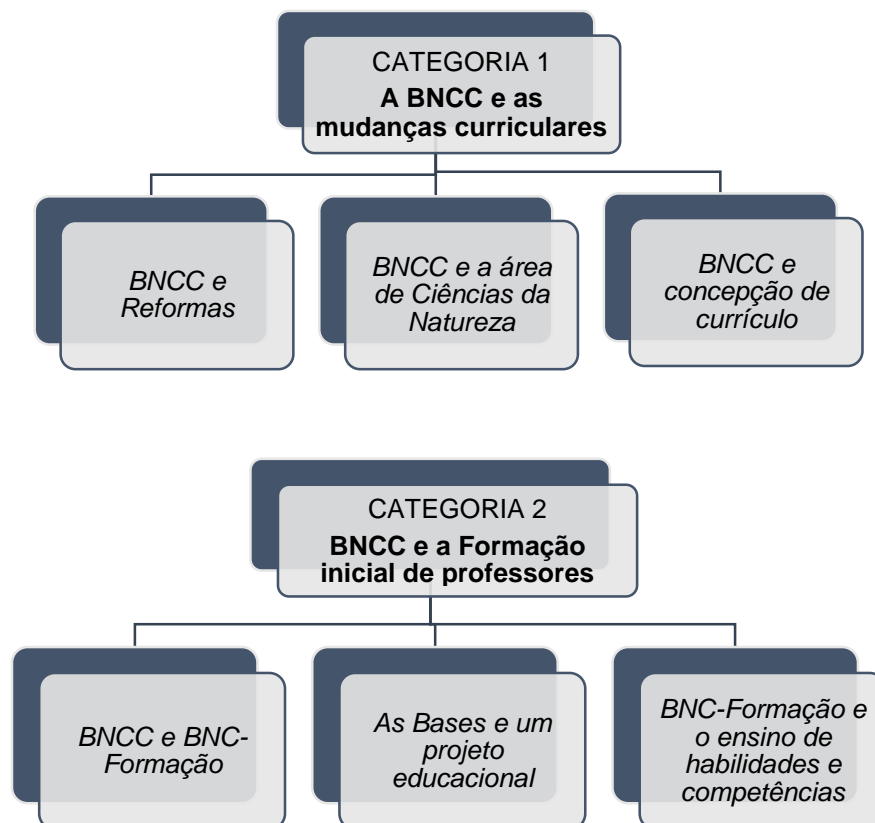 CATEGORIA 1
A BNCC e as
mudanças curriculares
BNCC e
Reformas
BNCC e a área
de Ciências da
Natureza
BNCC e
concepção de
currículo
CATEGORIA 2
BNCC e a Formação
inicial de professores
BNCC e BNC-
Formação
As Bases e um
projeto
educacional
BNC-Formação e
o ensino de
habilidades e
competências